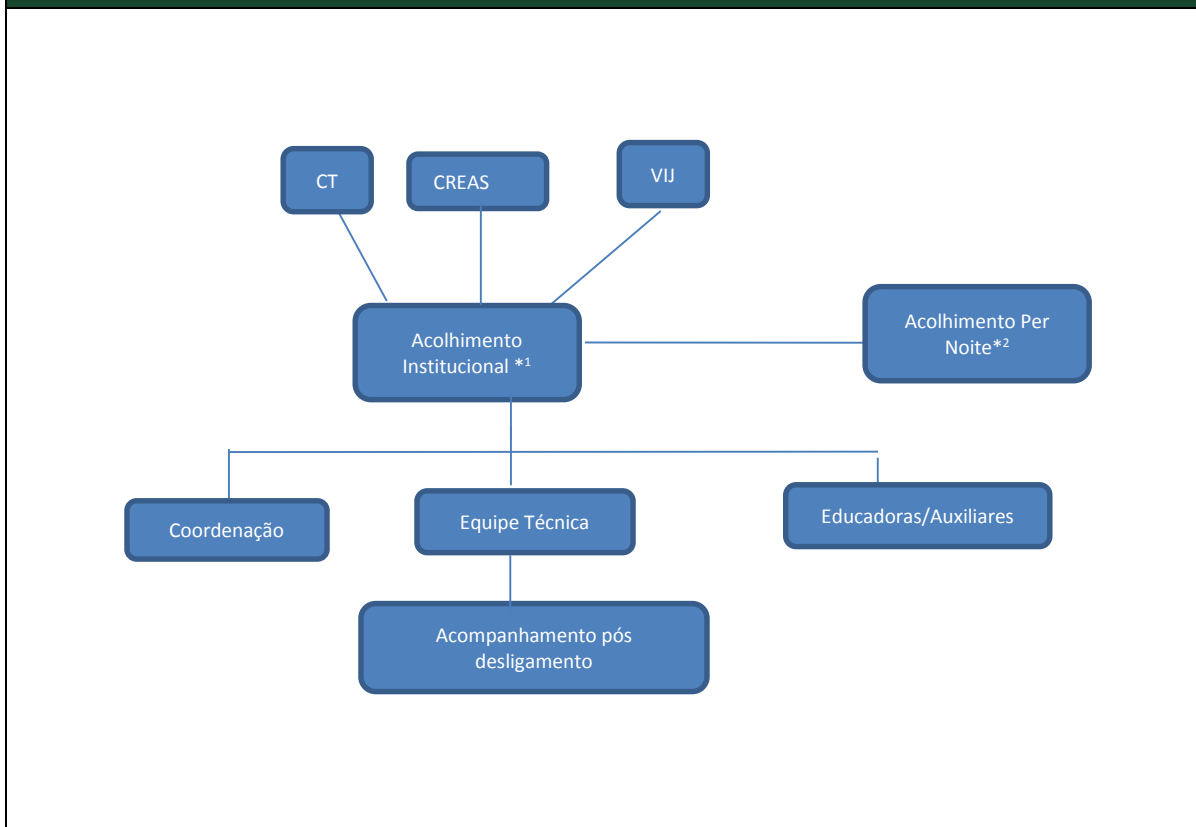 CT
CREAS
VIJ
Acolhimento
Institucional *1
Acolhimento Per
Noite*2
Coordenação
Equipe Técnica
Educadoras/Auxiliares
Acompanhamento pós
desligamento